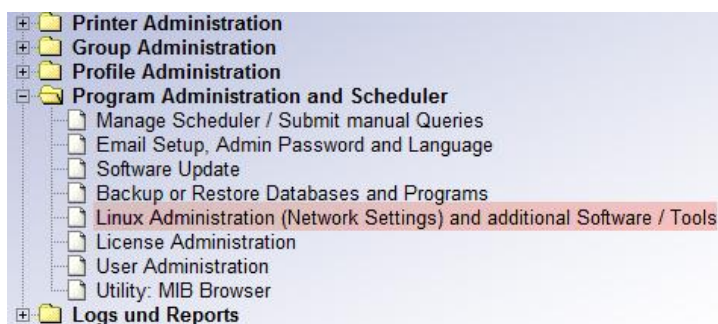 Printer Administration
Group Administration
Profile Administration
Program Administration and Scheduler
Manage Scheduler / Submit manual Queries
Email Setup, Admin Password and Language
Software Update
Backup or Restore Databases and Programs
Linux Administration (Network Settings) and additional Software / Tools
License Administration
User Administration
Utility: MIB Browser
Logs und Reports